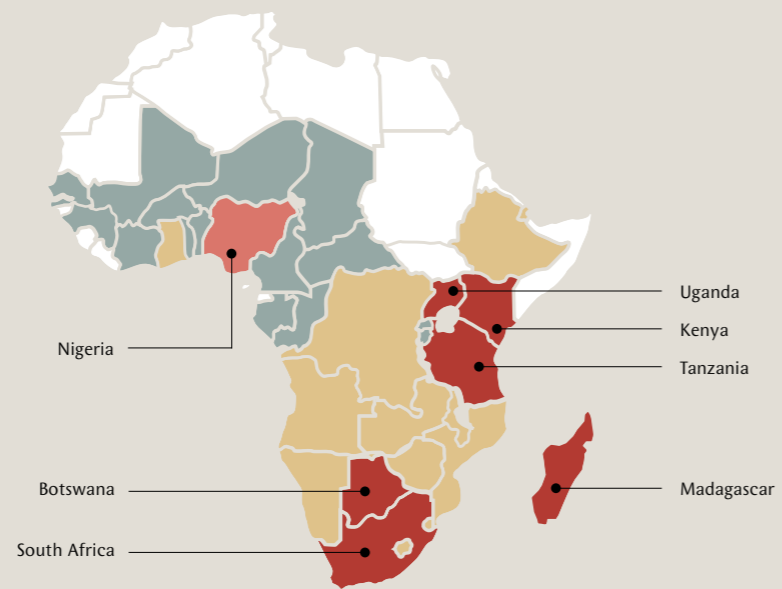 Uganda
Kenya
Nigeria
Tanzania
Botswana
Madagascar
South Africa